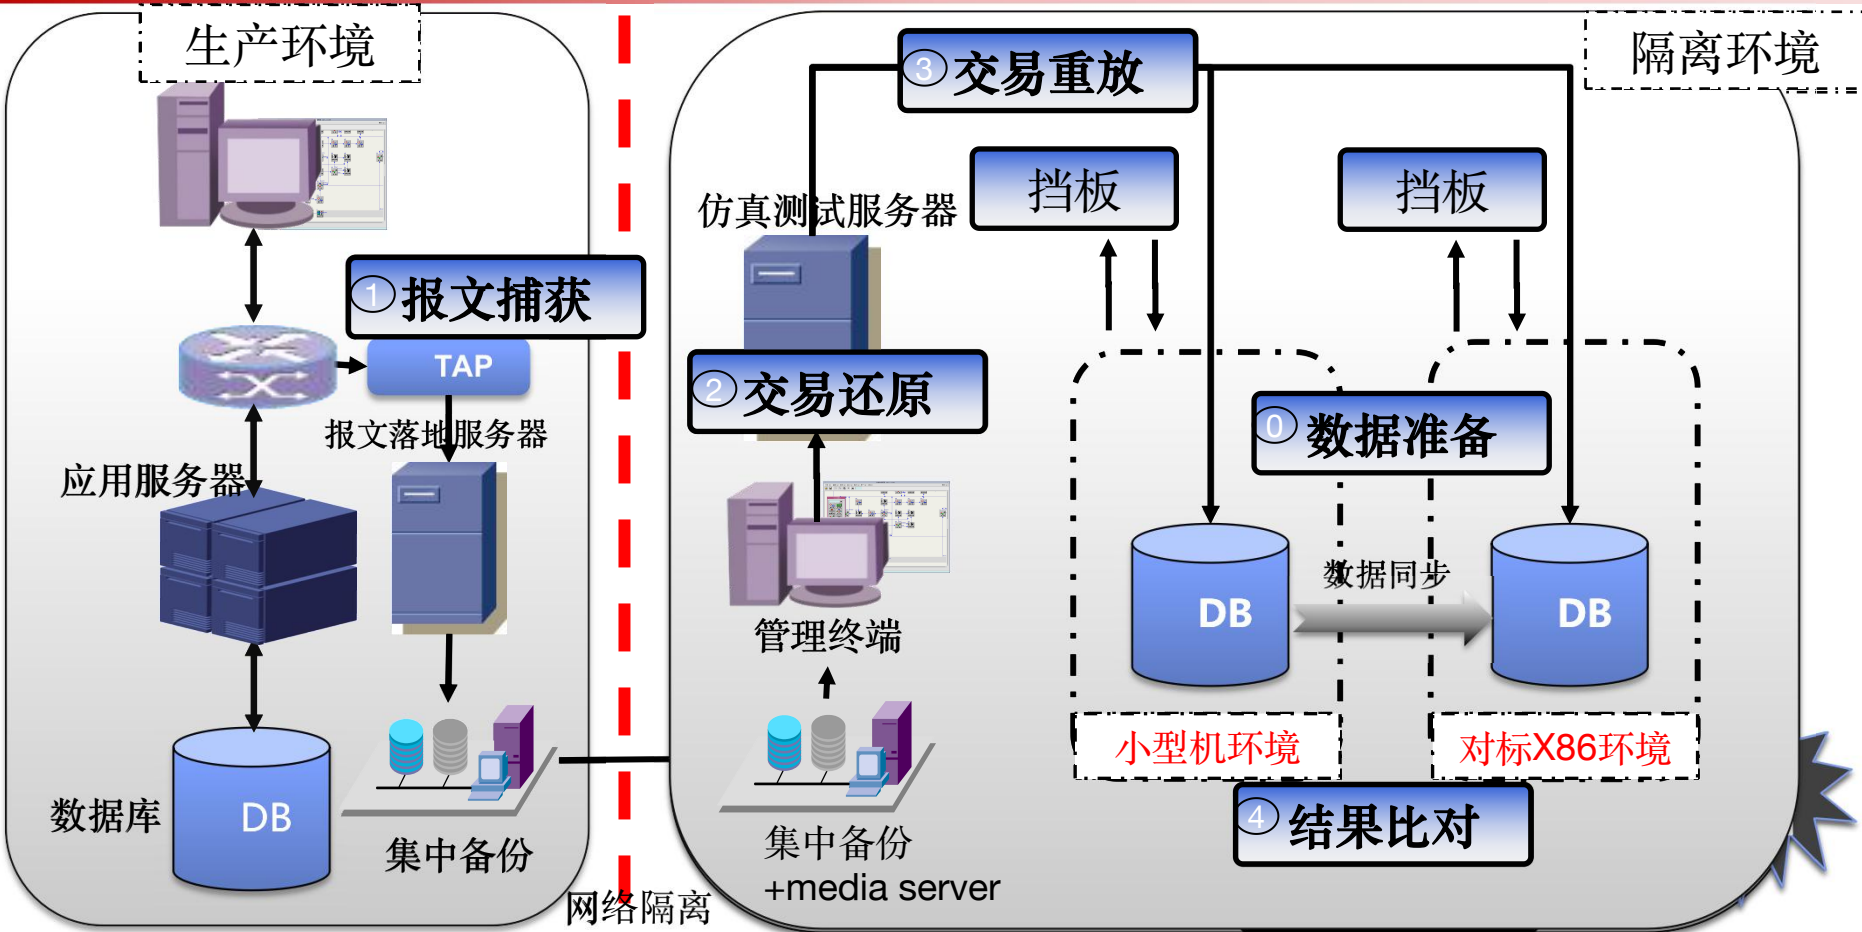 生产环境
隔离环境
③ 交易重放
挡板
挡板
仿真测试服务器
① 报文捕获
TAP
② 交易还原
报文落地服务器
⓪ 数据准备
应用服务器
数据同步
DB
DB
管理终端
小型机环境
对标X86环境
数据库
DB
④ 结果比对
集中备份
集中备份
+media server
网络隔离